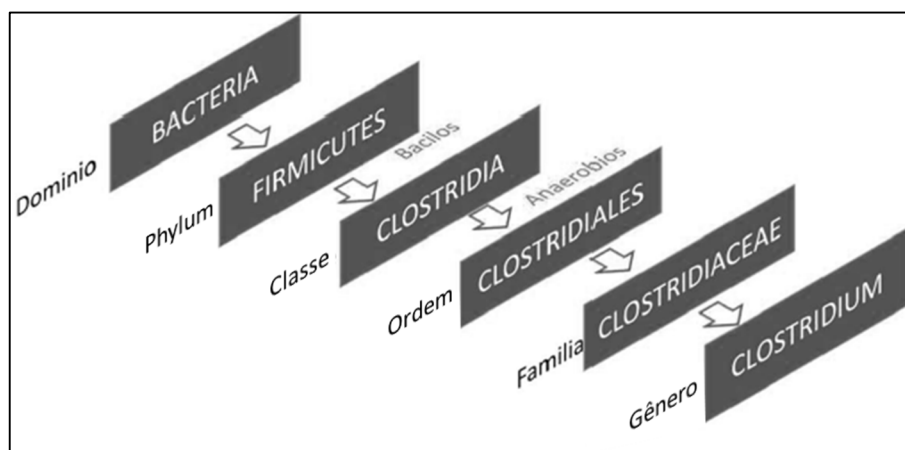 BACTERIA
Dominio
FIRMICUTES
Phylum
Bacilos
CLOSTRIDIA
Classe
Anaerobios
CLOSTRIDIALES
Ordem
CLOSTRIDIACEAE
Familia
CLOSTRIDIUM
Gênero